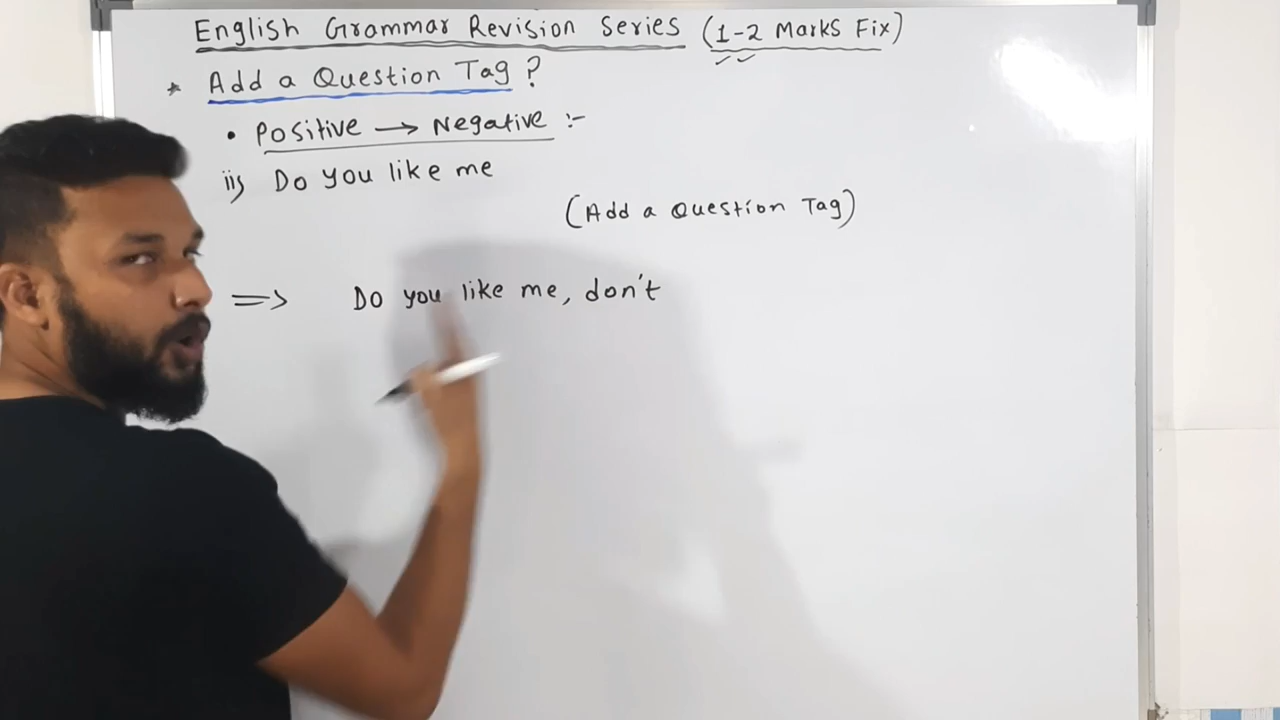 English Grammar Revision Series (1-2 Marks Fix)
* Add a Question Tag ?
• Positive → Negative :-
ii) Do you like me
(Add a Question Tag)
=> Do you like me, don't